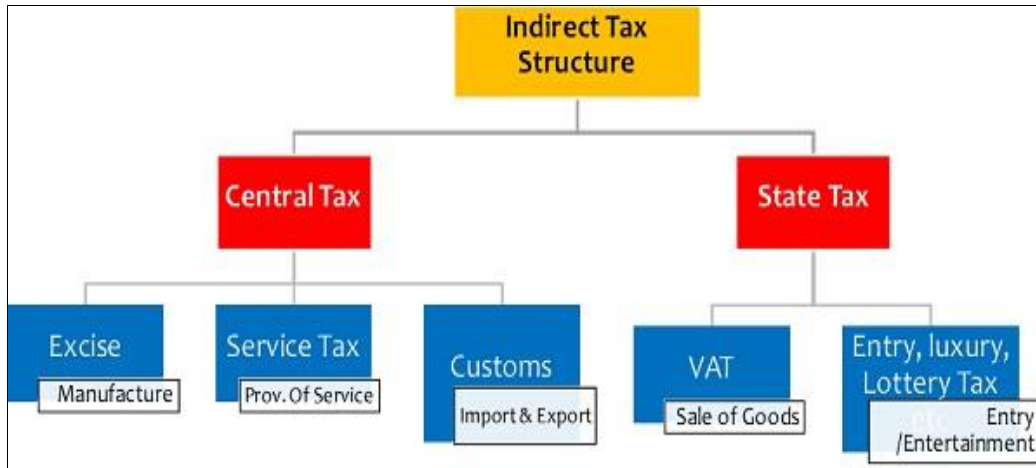 Indirect Tax
Structure
Central Tax
State Tax
Excise
Manufacture
Service Tax
Prov. Of Service
Customs
Import & Export
VAT
Sale of Goods
Entry, luxury,
Lottery Tax
etc
Entry
/Entertainment